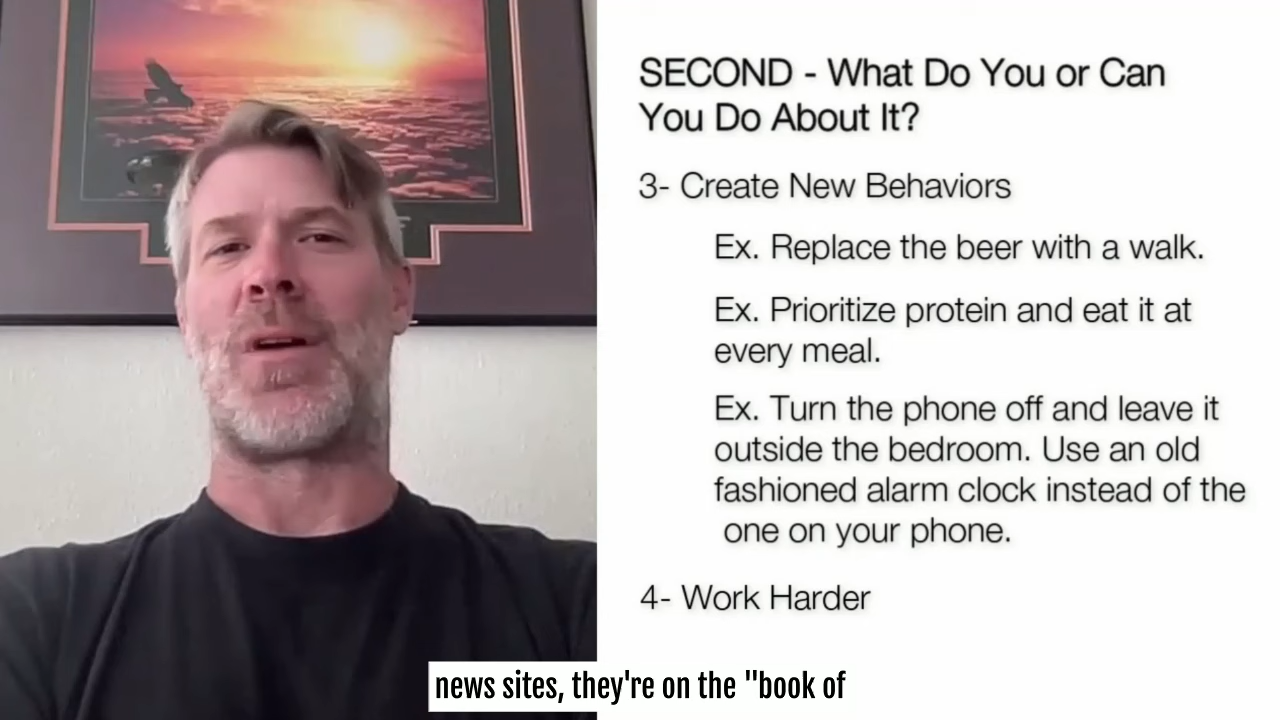 SECOND - What Do You or Can
You Do About It?
3- Create New Behaviors
Ex. Replace the beer with a walk.
Ex. Prioritize protein and eat it at
every meal.
Ex. Turn the phone off and leave it
outside the bedroom. Use an old
fashioned alarm clock instead of the
one on your phone.
4- Work Harder
news sites, they're on the "book of